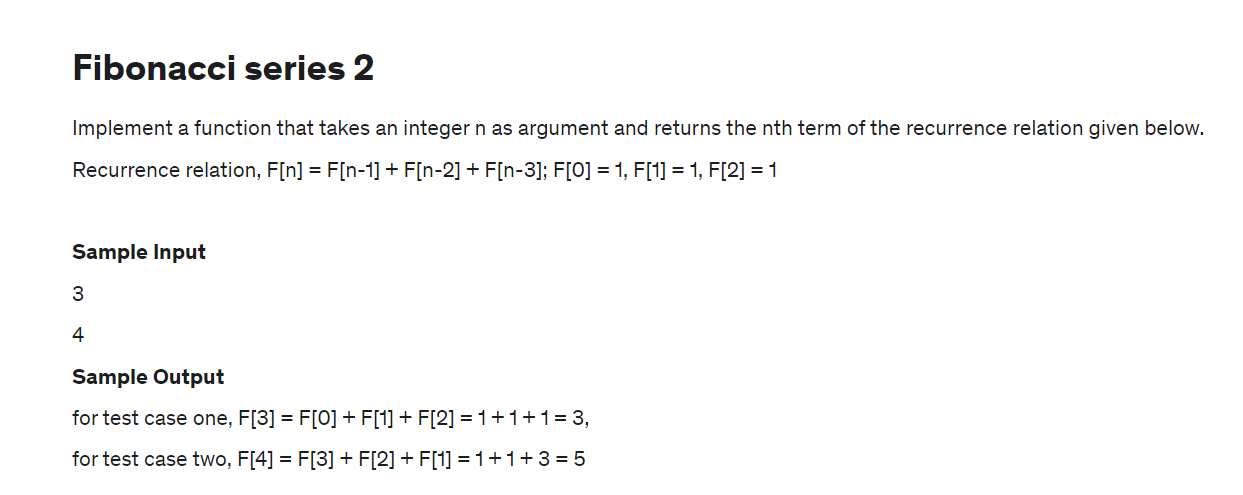 Fibonacci series 2
Implement a function that takes an integer n as argument and returns the nth term of the recurrence relation given below.
Recurrence relation, F[n] = F[n-1] + F[n-2] + F[n-3]; F[0] = 1, F[1] = 1, F[2] = 1
Sample Input
3
4
Sample Output
for test case one, F[3] = F[0] + F[1] + F[2] = 1 + 1 + 1 = 3,
for test case two, F[4] = F[3] + F[2] + F[1] = 1 + 1 + 3 = 5